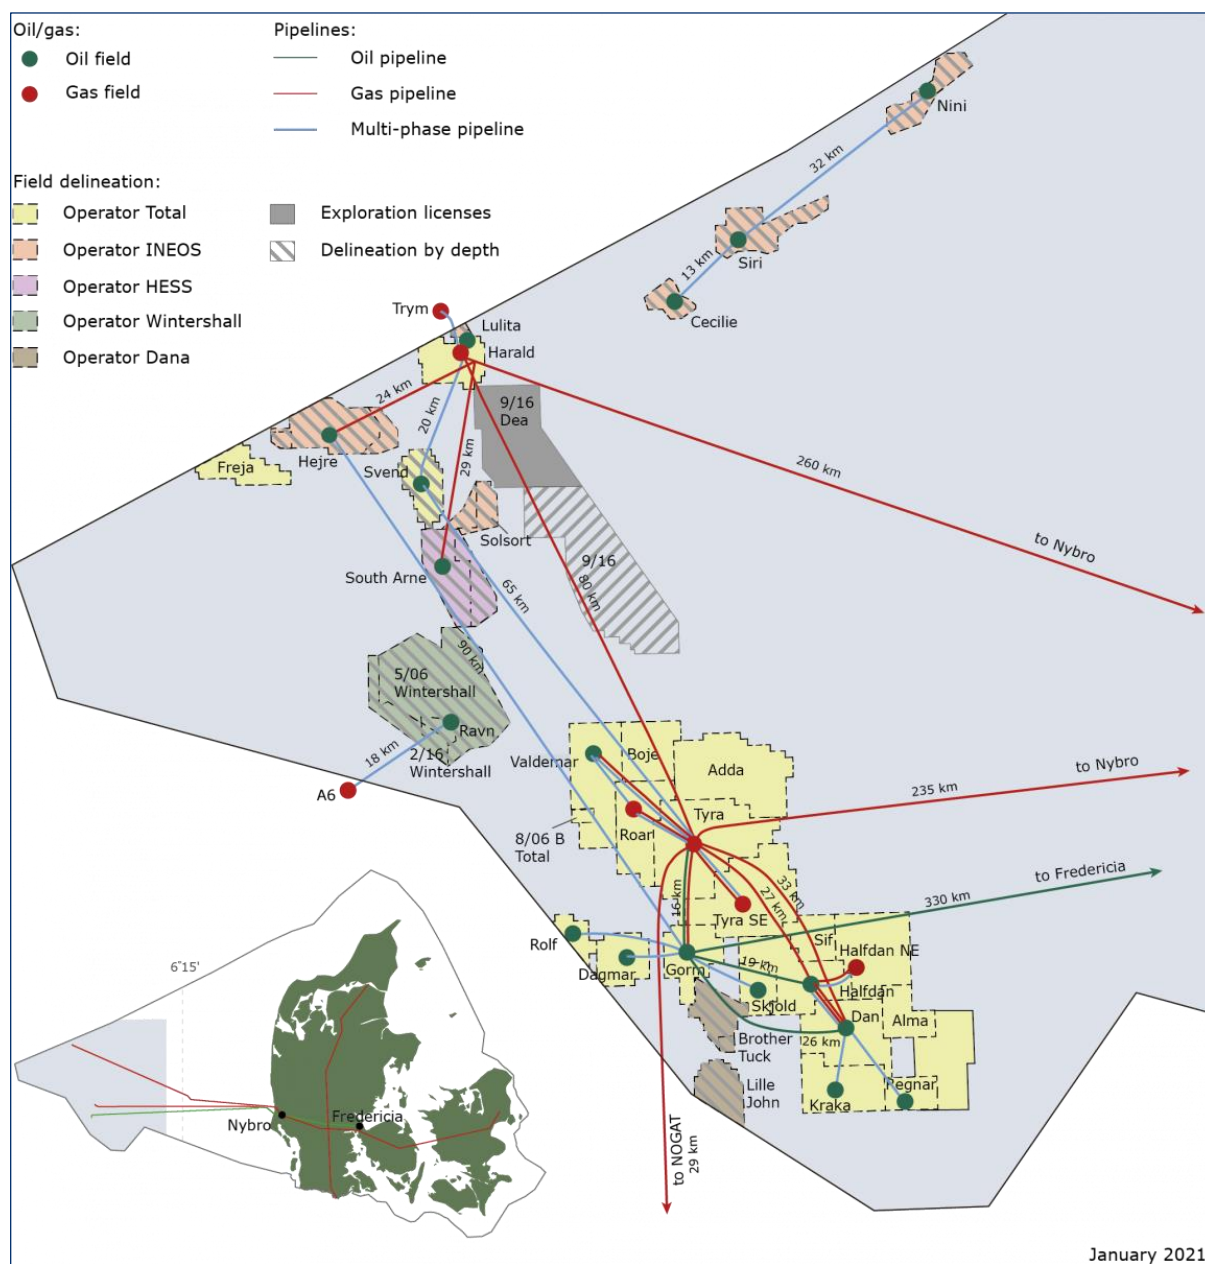 Oil/gas:
Oil field
Gas field
Pipelines:
Oil pipeline
Gas pipeline
Multi-phase pipeline
Field delineation:
Operator Total
Operator INEOS
Operator HESS
Operator Wintershall
Operator Dana
Exploration licenses
Delineation by depth
Nini
32 km
Siri
13 km
Cecilie
Trym
Lulita
Harald
24 km
20 km
29 km
9/16
Dea
260 km
to Nybro
Freja
Hejre
Svend
Solsort
South Arne
9/16
80 km
65 km
90 km
5/06
Wintershall
Ravn
2/16
Wintershall
18 km
A6
Valdemar
Boje
Adda
Tyra
Roar
8/06 B
Total
235 km
to Nybro
33 km
27 km
16 km
Tyra SE
330 km
to Fredericia
Rolf
Dagmar
Gorm
19 km
Sif
Halfdan NE
Halfdan
Skjold
Dan
Alma
26 km
Brother
Tuck
Lille
John
Kraka
Regnar
to NOGAT
29 km
6°15'
Nybro
Fredericia
January 2021